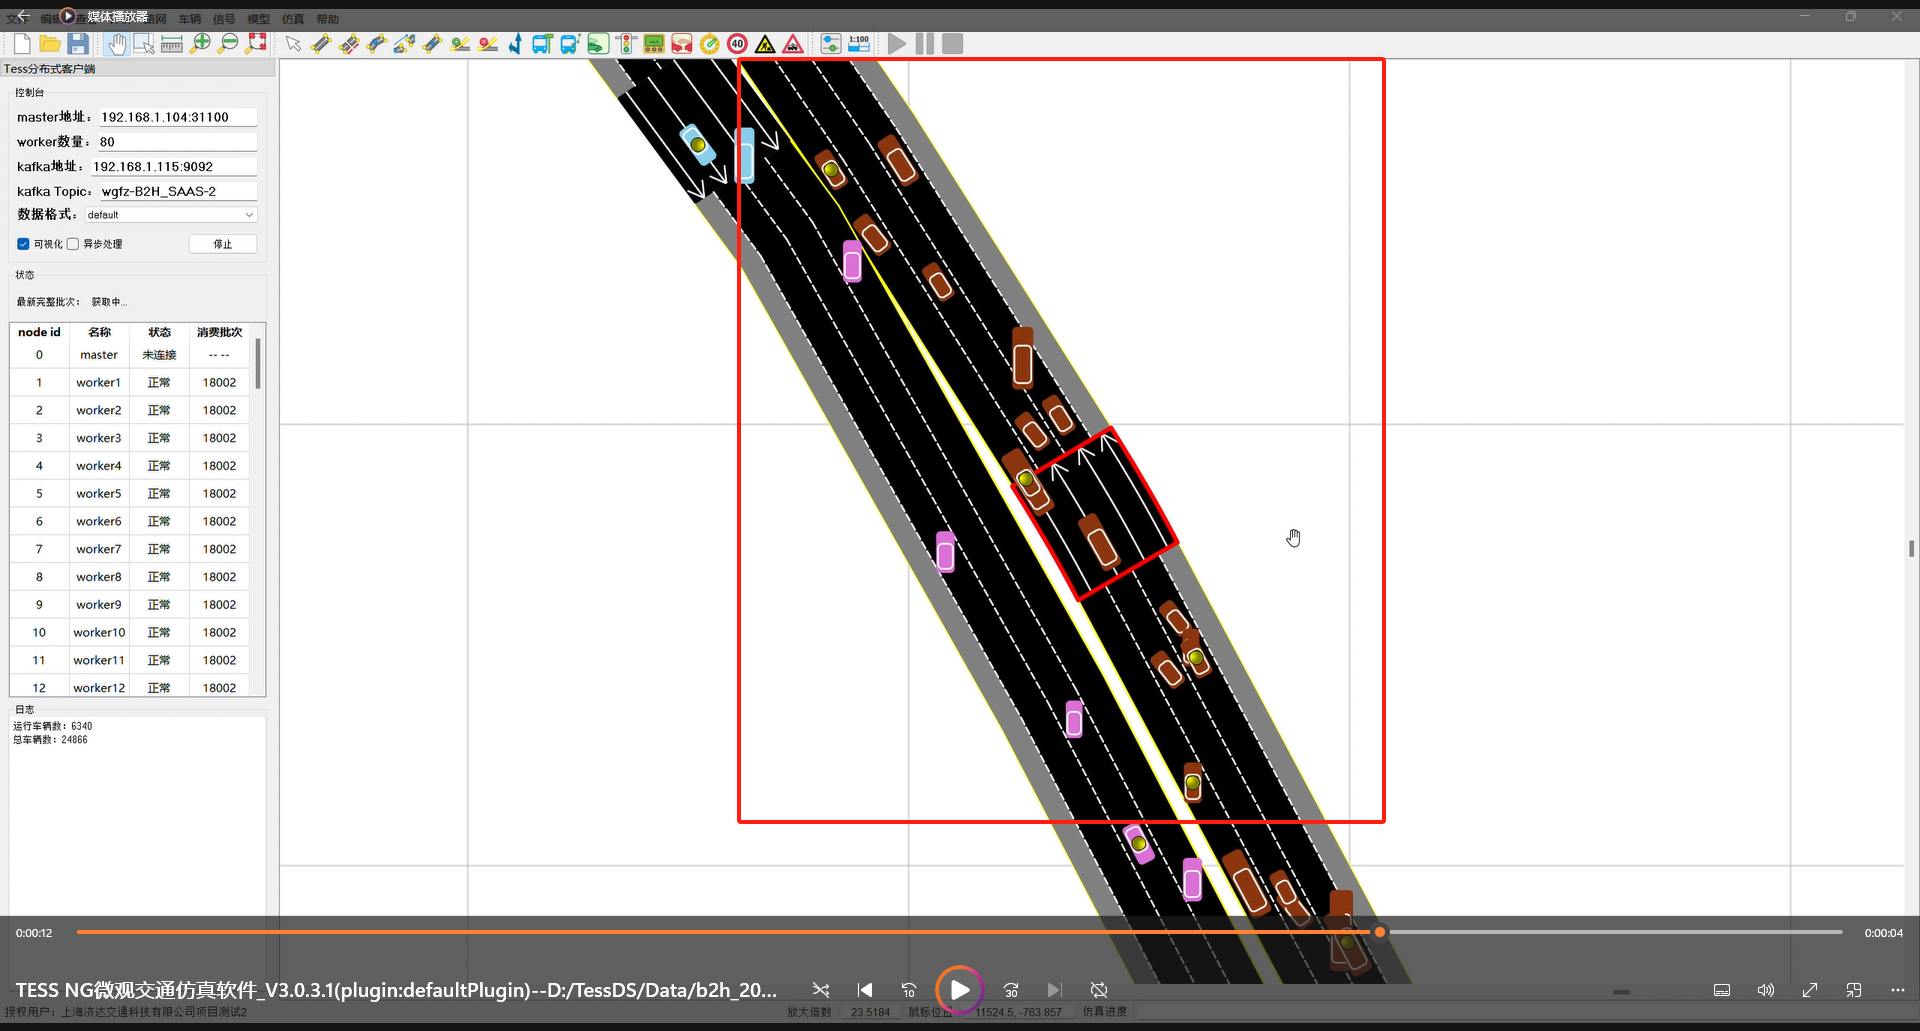 媒体播放器
文件 编辑 查看 路网 车辆 信号 模型 仿真 帮助
40
1:100
Tess分布式客户端
控制台
master地址： 192.168.1.104:31100
worker数量： 80
kafka地址： 192.168.1.115:9092
kafka Topic： wgfz-B2H_SAAS-2
数据格式： default
可视化 异步处理 停止
状态
最新完整批次： 获取中...
node id 名称 状态 消费批次
0 master 未连接 -- --
1 worker1 正常 18002
2 worker2 正常 18002
3 worker3 正常 18002
4 worker4 正常 18002
5 worker5 正常 18002
6 worker6 正常 18002
7 worker7 正常 18002
8 worker8 正常 18002
9 worker9 正常 18002
10 worker10 正常 18002
11 worker11 正常 18002
12 worker12 正常 18002
日志
运行车辆数：6340
总车辆数：24866
0:00:12 0:00:04
TESS NG微观交通仿真软件_V3.0.3.1(plugin:defaultPlugin)--D:/TessDS/Data/b2h_20...
10 30
授权用户：上海济达交通科技有限公司项目测试2 放大倍数 23.5184 鼠标位置 11524.5, -763.857 仿真进度